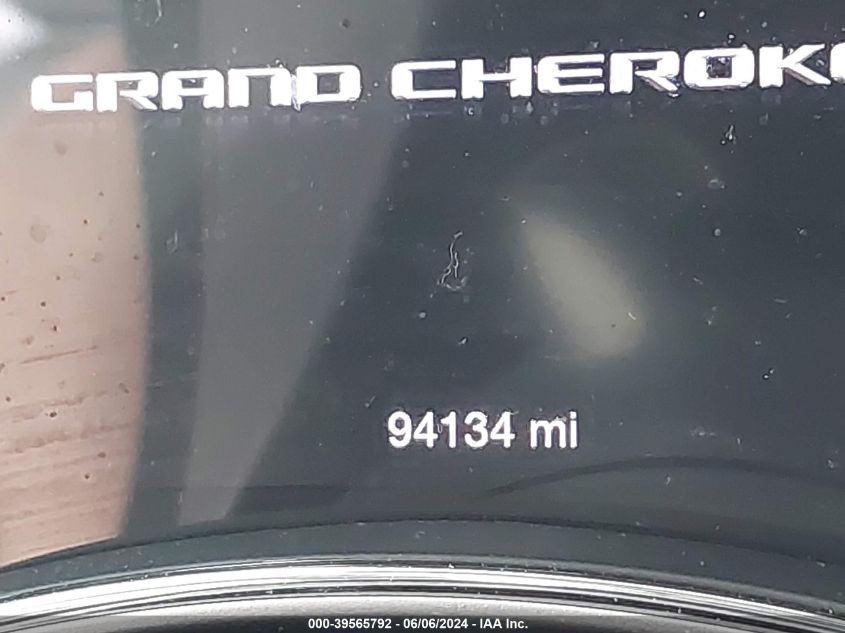 GRAND CHEROK
94134 mi
000-39565792 - 06/06/2024 - IAA Inc.